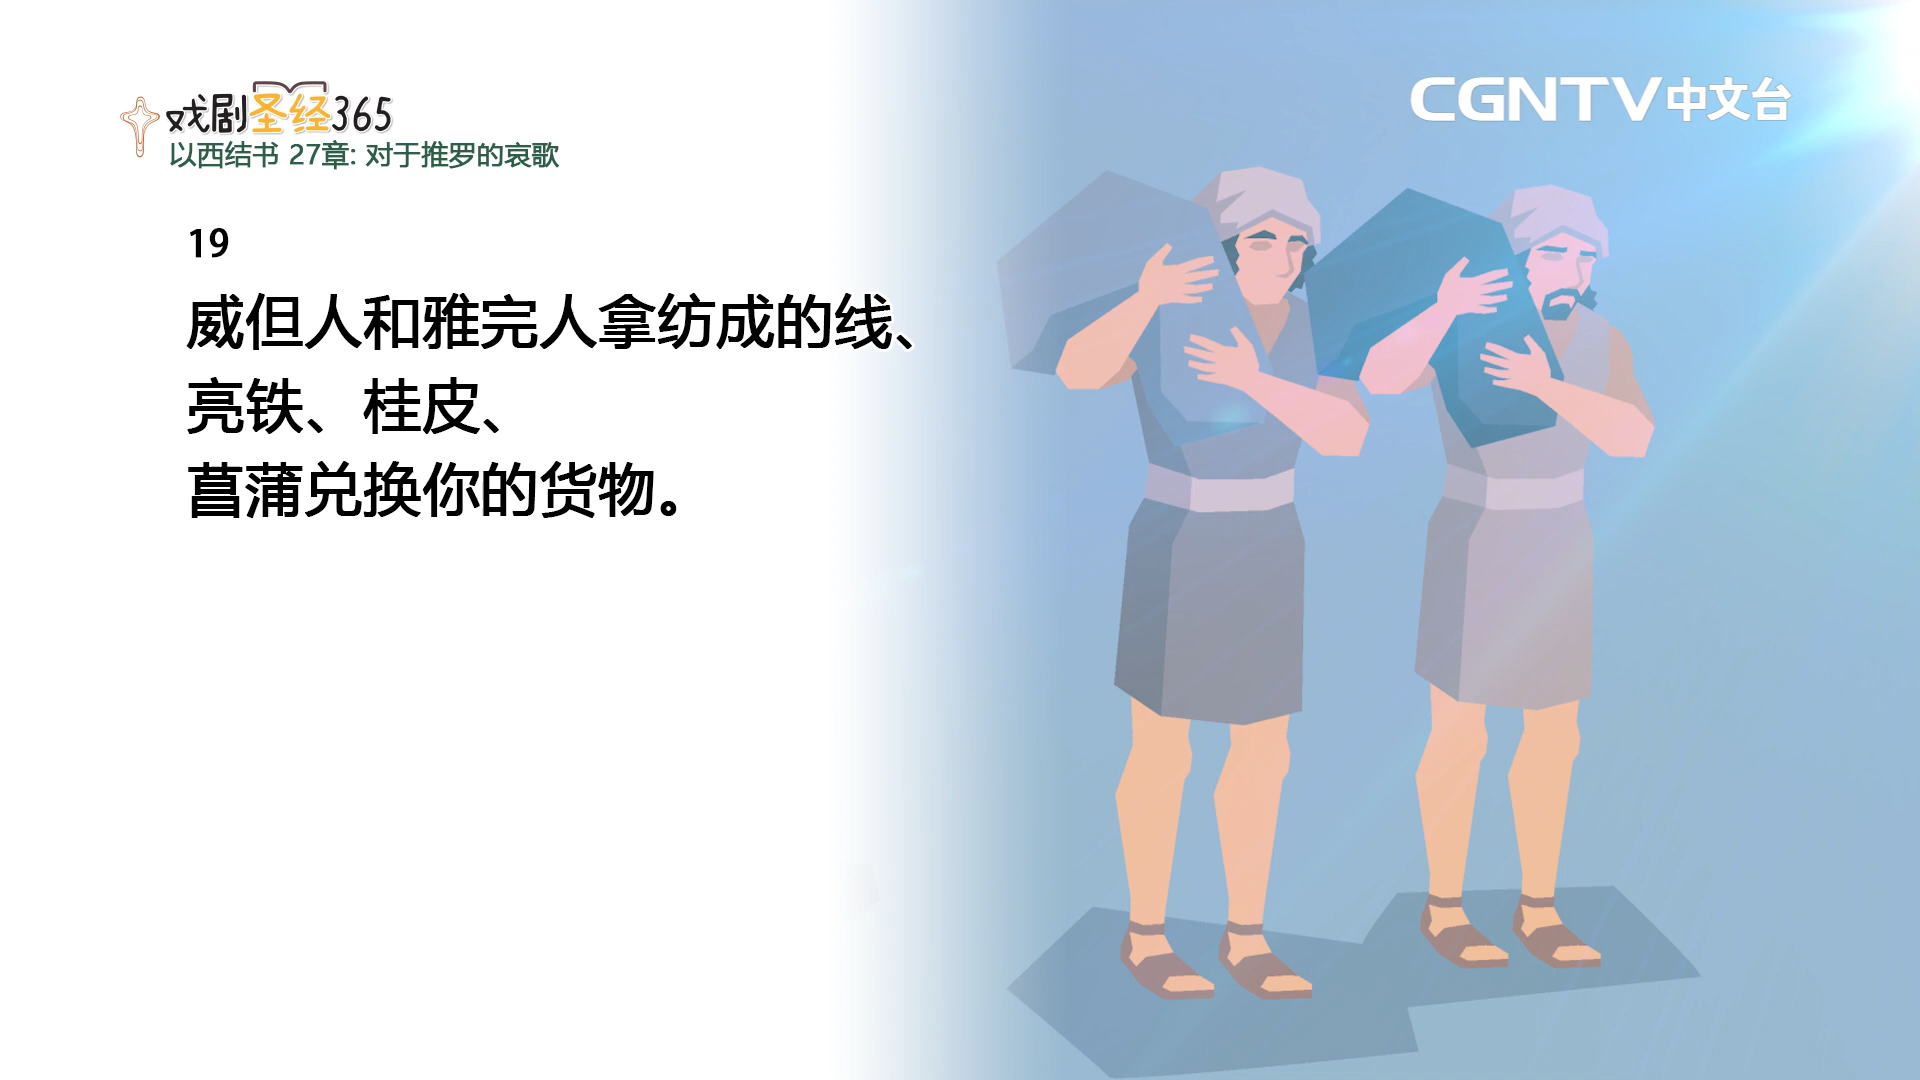 戏剧圣经365
CGNTV中文台
以西结书 27章: 对于推罗的哀歌
19
威但人和雅完人拿纺成的线、
亮铁、桂皮、
菖蒲兑换你的货物。